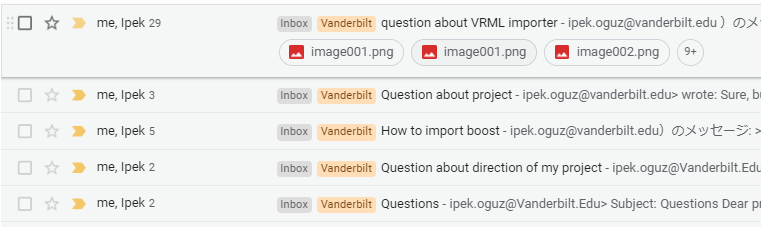 me, Ipek 29 Inbox Vanderbilt question about VRML importer - ipek.oguz@vanderbilt.edu ）のメッ
image001.png image001.png image002.png 9+
me, Ipek 3 Inbox Vanderbilt Question about project - ipek.oguz@vanderbilt.edu> wrote: Sure, bu
me, Ipek 5 Inbox Vanderbilt How to import boost - ipek.oguz@vanderbilt.edu）のメッセージ: >
me, Ipek 2 Inbox Vanderbilt Question about direction of my project - ipek.oguz@Vanderbilt.Edu
me, Ipek 2 Inbox Vanderbilt Questions - ipek.oguz@Vanderbilt.Edu> Subject: Questions Dear pr